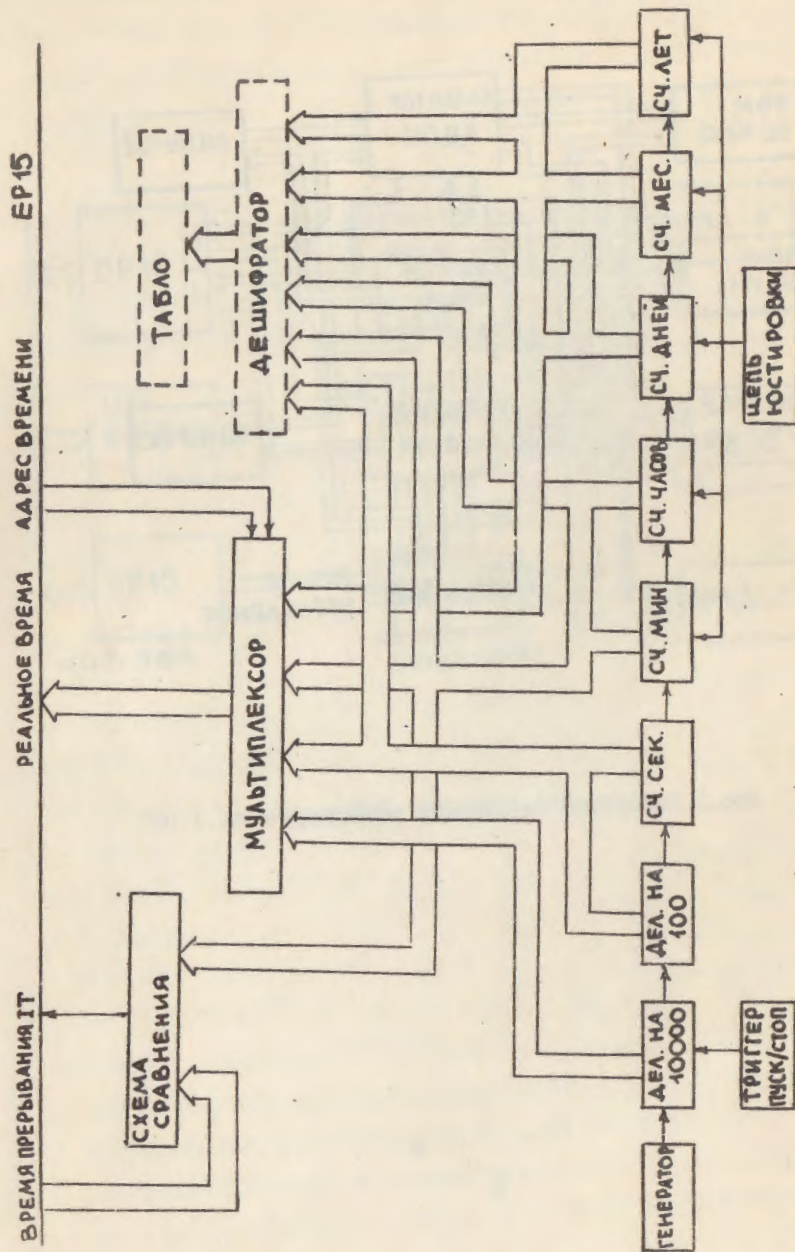 ВРЕМЯ ПРЕРЫВАНИЯ IT РЕАЛЬНОЕ ВРЕМЯ АДРЕС ВРЕМЕНИ ЕР15
ТАБЛО
СХЕМА
СРАВНЕНИЯ
МУЛЬТИПЛЕКСОР
ДЕШИФРАТОР
ГЕНЕРАТОР
ДЕЛ. НА
10000
ДЕЛ. НА
100
СЧ. СЕК.
СЧ. МИН
СЧ. ЧАСОВ
СЧ. ДНЕЙ
СЧ. МЕС.
СЧ. ЛЕТ
ТРИГГЕР
ПУСК/СТОП
ЦЕПЬ
ЮСТИРОВКИ